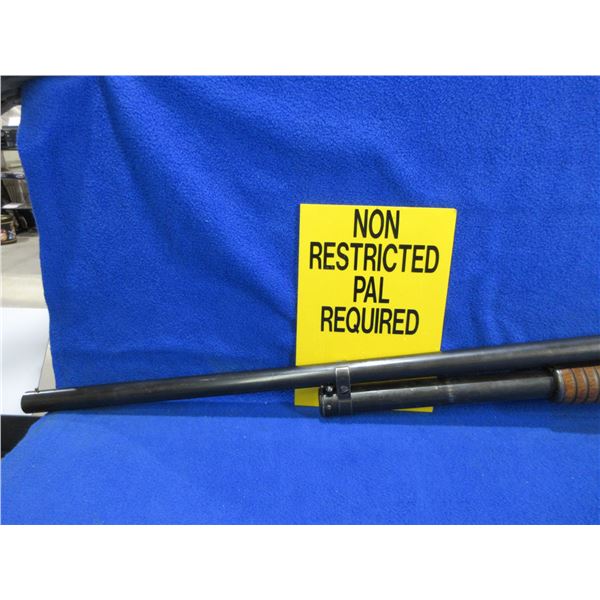 NON
RESTRICTED
PAL
REQUIRED